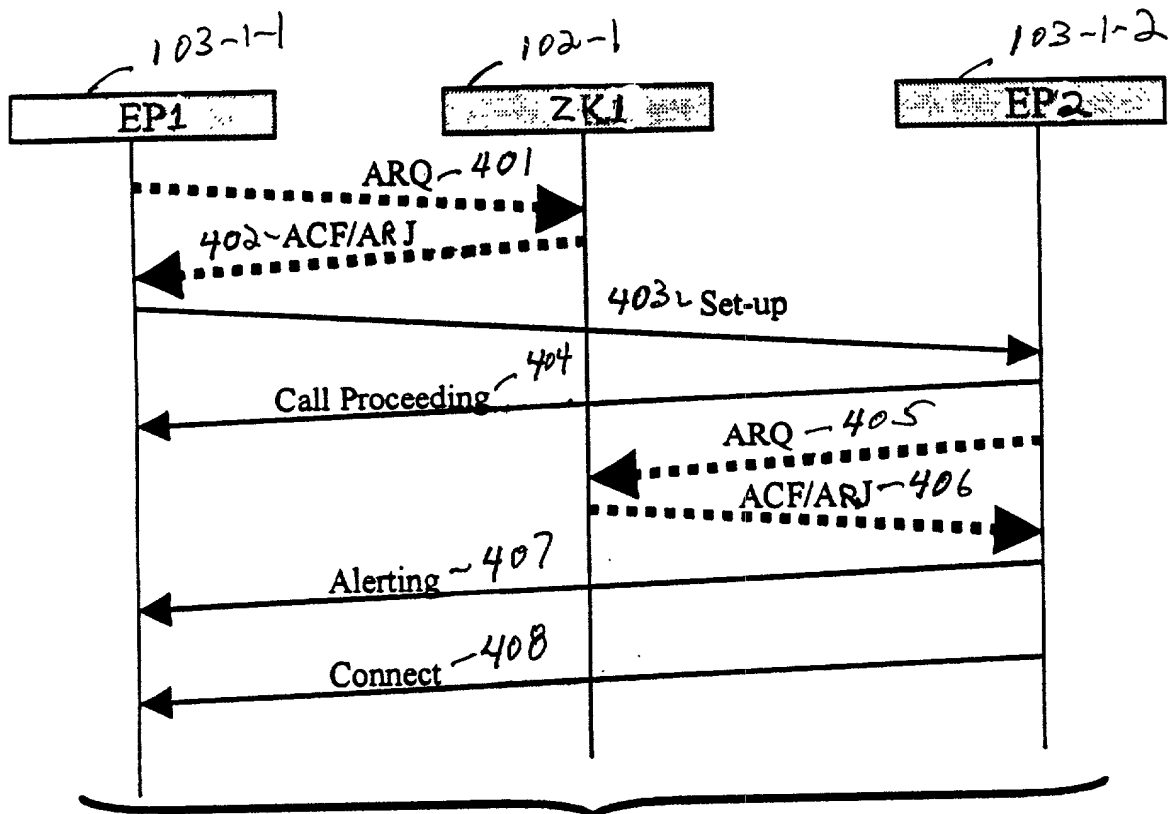 103-1-1 102-1 103-1-2
EP1 ZK1 EP2
ARQ 401
402 ACF/ARJ
403 Set-up
404
Call Proceeding
ARQ 405
ACF/ARJ 406
Alerting 407
Connect 408